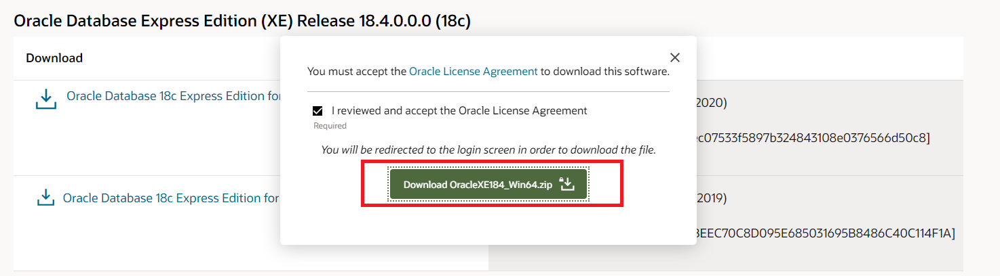 Oracle Database Express Edition (XE) Release 18.4.0.0.0 (18c)
Download
You must accept the Oracle License Agreement to download this software.
Oracle Database 18c Express Edition for
2020)
I reviewed and accept the Oracle License Agreement
Required
c07533f5897b324843108e0376566d50c8]
You will be redirected to the login screen in order to download the file.
Download OracleXE184_Win64.zip
Oracle Database 18c Express Edition for
2019)
EEC70C8D095E685031695B8486C40C114F1A]